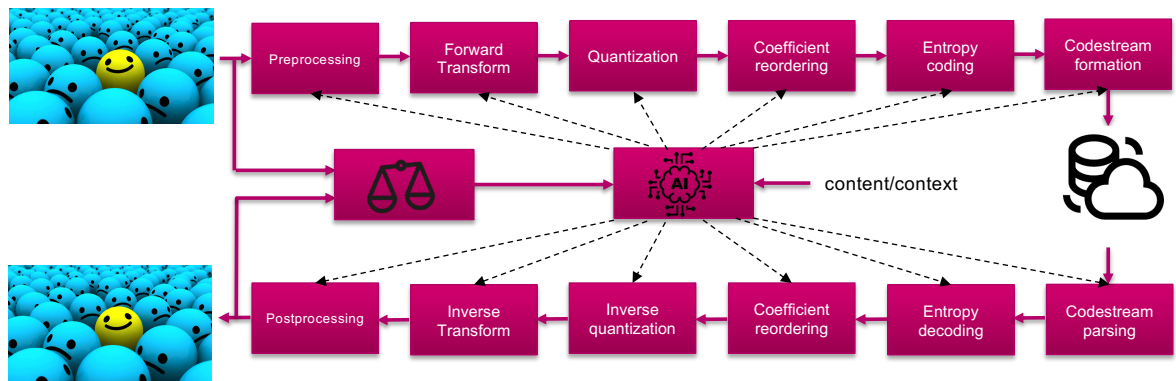 Preprocessing
Forward
Transform
Quantization
Coefficient
reordering
Entropy
coding
Codestream
formation
AI
content/context
Postprocessing
Inverse
Transform
Inverse
quantization
Coefficient
reordering
Entropy
decoding
Codestream
parsing